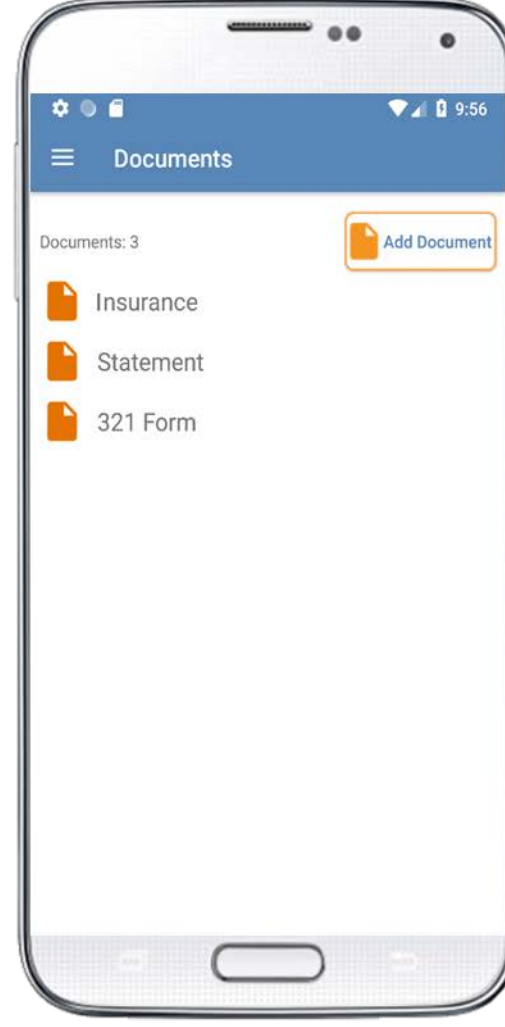 9:56
Documents
Documents: 3
Add Document
Insurance
Statement
321 Form